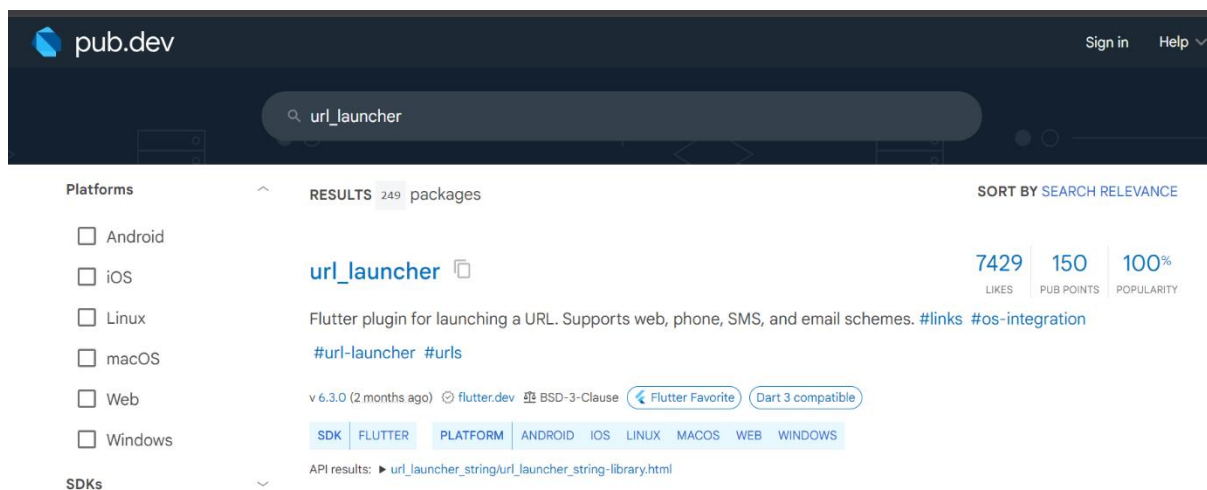 pub.dev
Sign in Help
url_launcher
Platforms
Android
iOS
Linux
macOS
Web
Windows
SDKs
RESULTS 249 packages
SORT BY SEARCH RELEVANCE
url_launcher
7429 150 100%
LIKES PUB POINTS POPULARITY
Flutter plugin for launching a URL. Supports web, phone, SMS, and email schemes. #links #os-integration
#url-launcher #urls
v 6.3.0 (2 months ago) flutter.dev BSD-3-Clause Flutter Favorite Dart 3 compatible
SDK FLUTTER PLATFORM ANDROID IOS LINUX MACOS WEB WINDOWS
API results: ▶ url_launcher_string/url_launcher_string-library.html